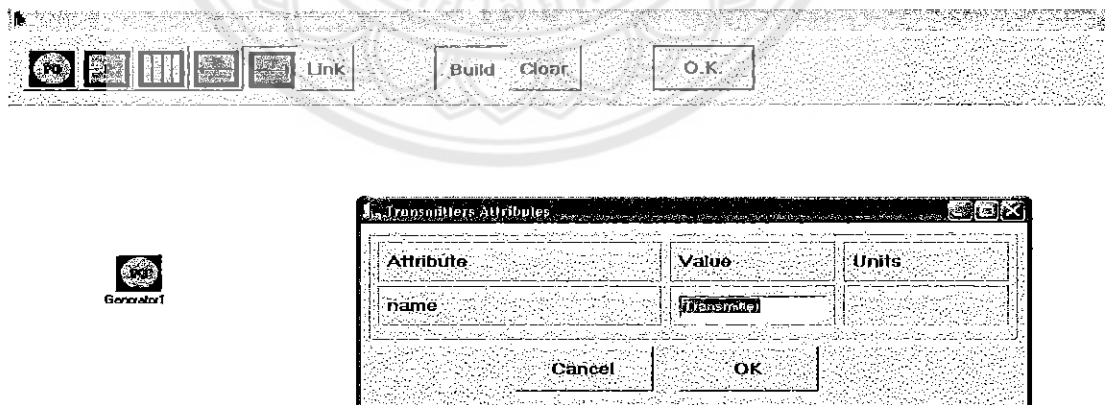 Link Build Clear O.K.
Transmitters Attributes
Attribute Value Units
Generator1
name Transmitter
Cancel OK